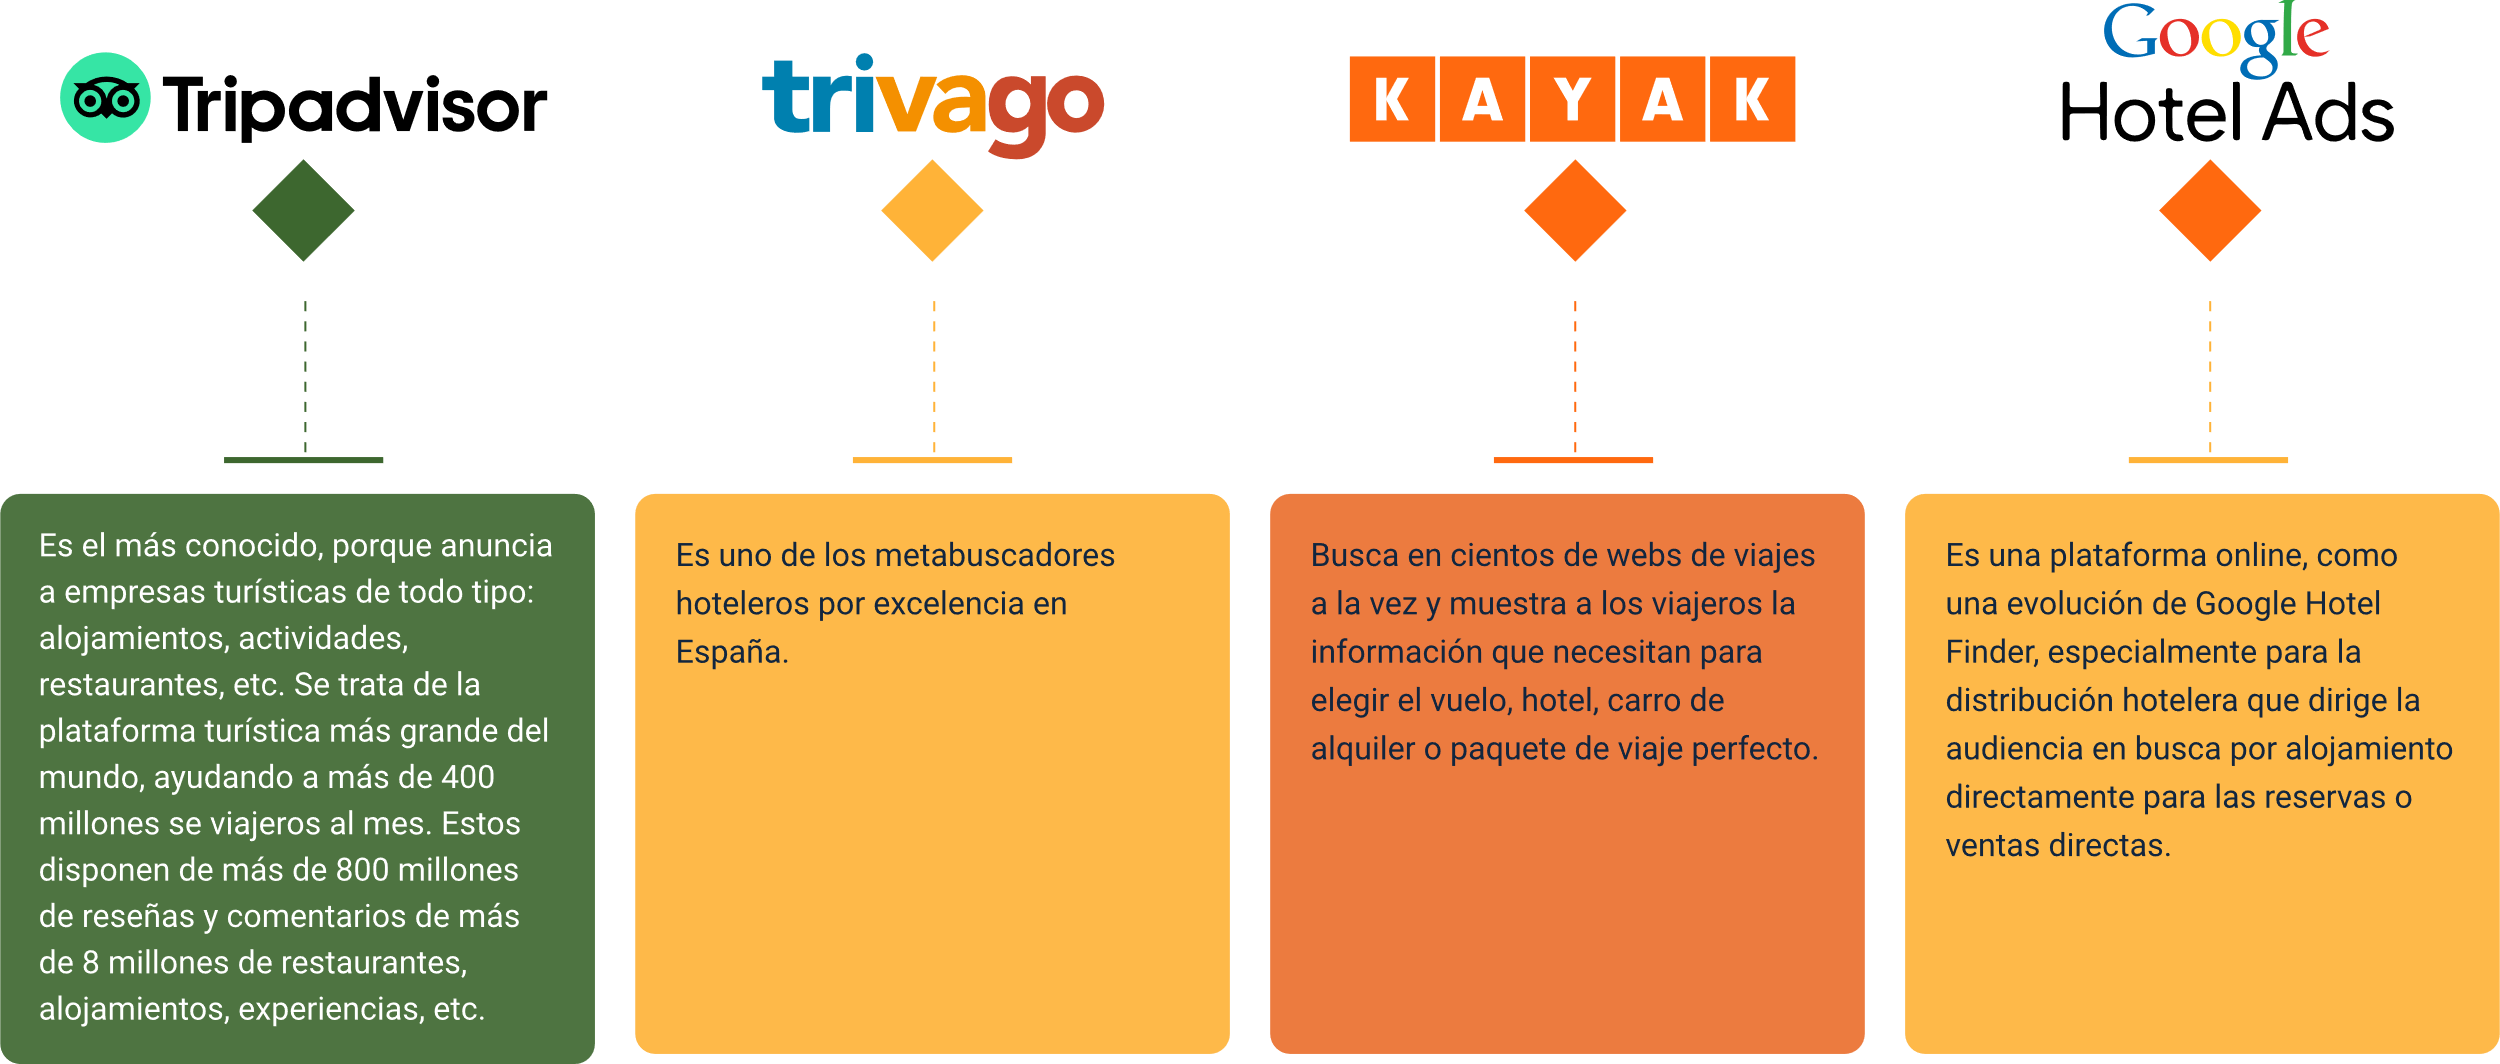 Tripadvisor
Es el más conocido, porque anuncia
a empresas turísticas de todo tipo:
alojamientos, actividades,
restaurantes, etc. Se trata de la
plataforma turística más grande del
mundo, ayudando a más de 400
millones se viajeros al mes. Estos
disponen de más de 800 millones
de reseñas y comentarios de más
de 8 millones de restaurantes,
alojamientos, experiencias, etc.
trivago
Es uno de los metabuscadores
hoteleros por excelencia en
España.
KAYAK
Busca en cientos de webs de viajes
a la vez y muestra a los viajeros la
información que necesitan para
elegir el vuelo, hotel, carro de
alquiler o paquete de viaje perfecto.
Google
Hotel Ads
Es una plataforma online, como
una evolución de Google Hotel
Finder, especialmente para la
distribución hotelera que dirige la
audiencia en busca por alojamiento
directamente para las reservas o
ventas directas.